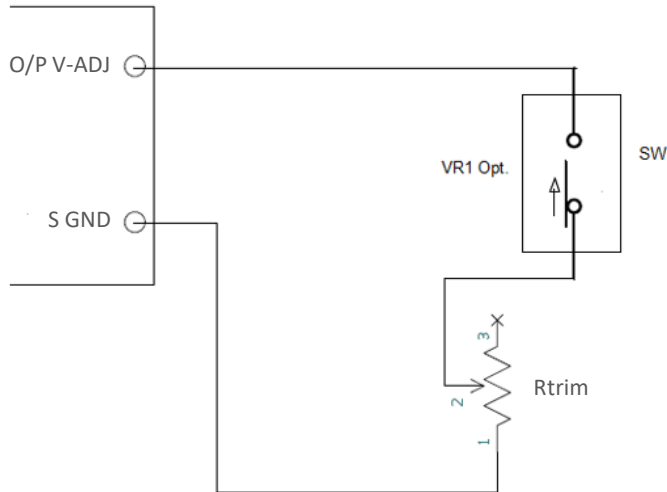 O/P V-ADJ
SW
VR1 Opt.
S GND
3
Rtrim
2
1